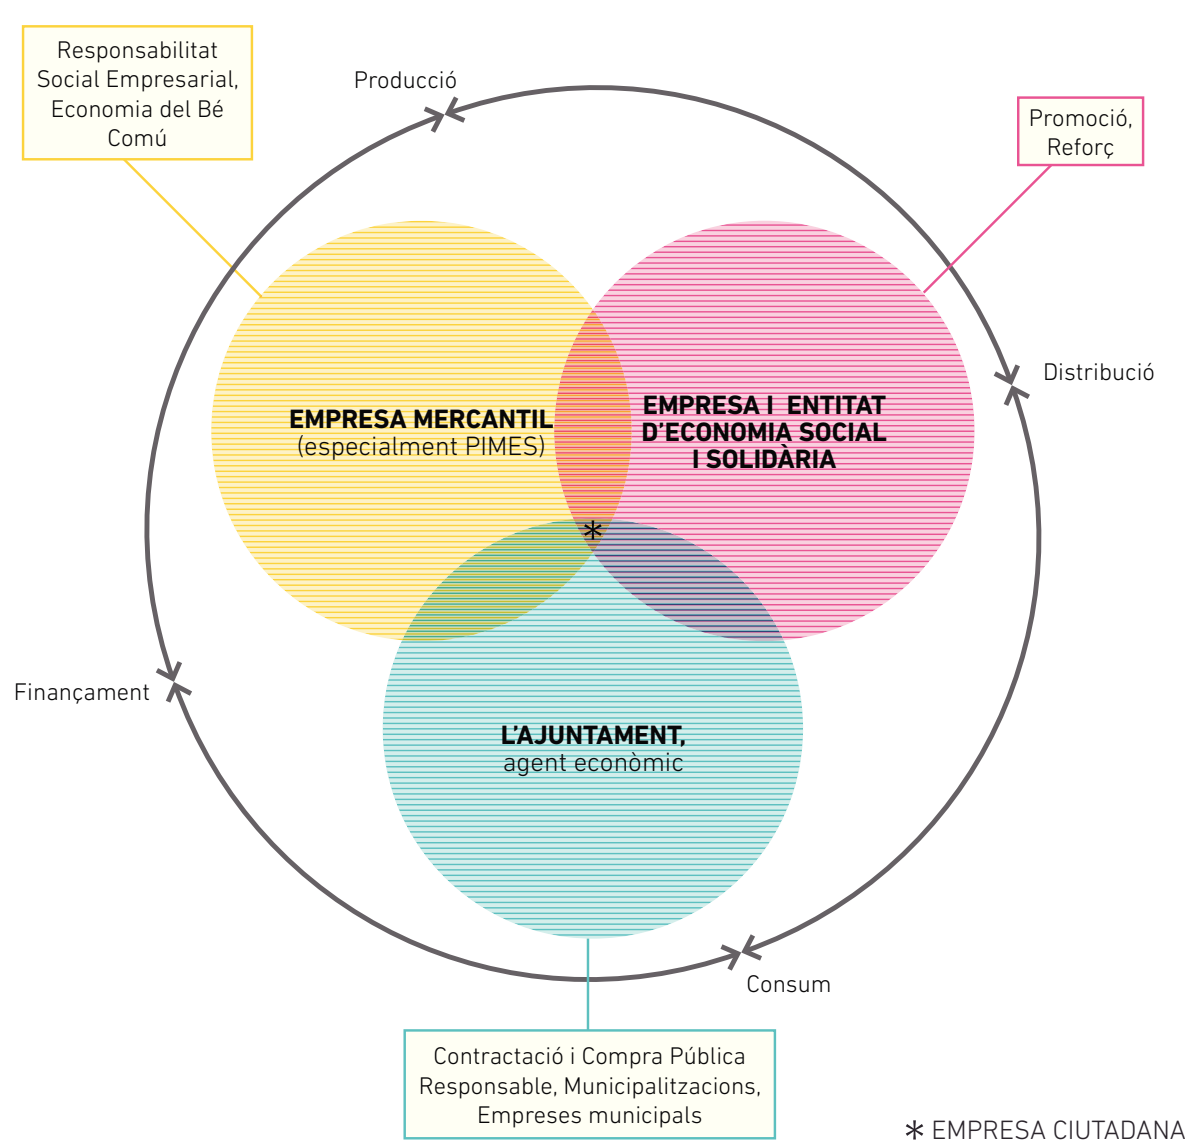 Responsabilitat
Social Empresarial,
Economia del Bé
Comú
Producció
Promoció,
Reforç
Distribució
EMPRESA MERCANTIL
(especialment PIMES)
EMPRESA I ENTITAT
D'ECONOMIA SOCIAL
I SOLIDÀRIA
*
Finançament
L'AJUNTAMENT,
agent econòmic
Consum
Contractació i Compra Pública
Responsable, Municipalitzacions,
Empreses municipals
* EMPRESA CIUTADANA